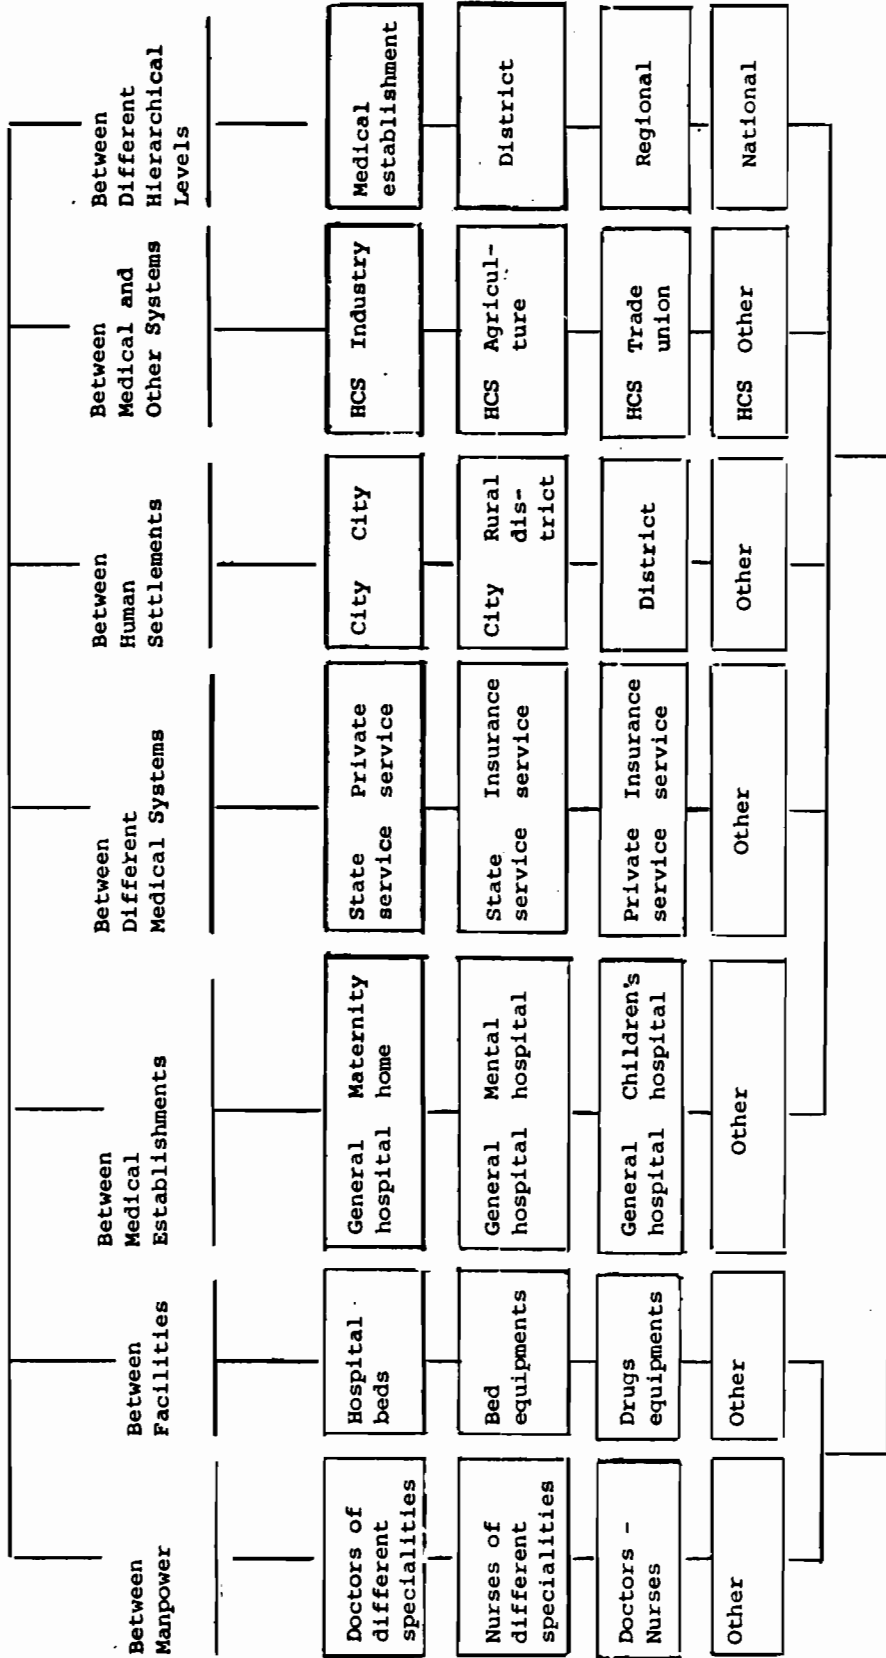 Between
Manpower
Between
Facilities
Between
Medical
Establishments
Between
Different
Medical Systems
Between
Human
Settlements
Between
Medical and
Other Systems
Between
Different
Hierarchical
Levels
Doctors of
different
specialities
Hospital
beds
General Maternity
hospital home
State Private
service service
City City
HCS Industry
Medical
establishment
Nurses of
different
specialities
Bed
equipments
General Mental
hospital hospital
State Insurance
service service
City Rural
dis-
trict
HCS Agricul-
ture
District
Doctors -
Nurses
Drugs
equipments
General Children's
hospital hospital
Private Insurance
service service
District
HCS Trade
union
Regional
Other
Other
Other
Other
Other
HCS Other
National